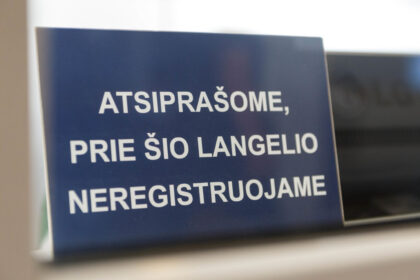 ATSIPRAŠOME,
PRIE ŠIO LANGELIO
NEREGISTRUOJAME